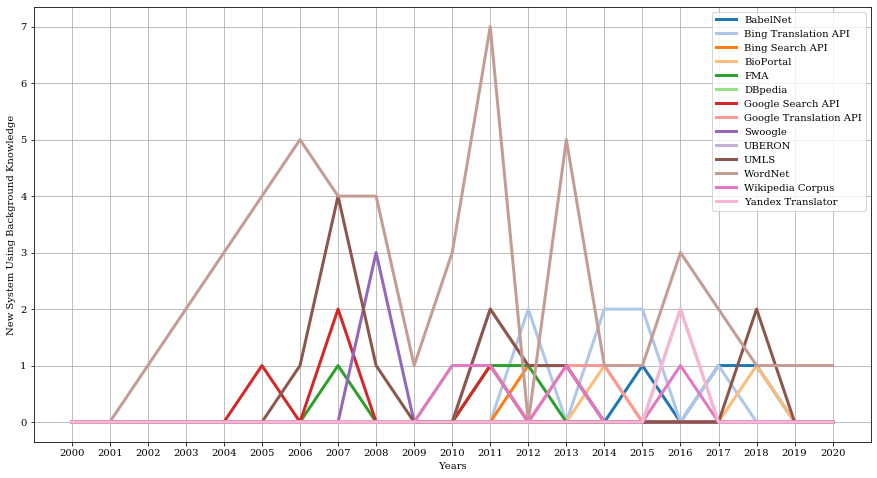 7
6
5
4
3
2
1
0
New System Using Background Knowledge
2000 2001 2002 2003 2004 2005 2006 2007 2008 2009 2010 2011 2012 2013 2014 2015 2016 2017 2018 2019 2020
Years
BabelNet
Bing Translation API
Bing Search API
BioPortal
FMA
DBpedia
Google Search API
Google Translation API
Swoogle
UBERON
UMLS
WordNet
Wikipedia Corpus
Yandex Translator